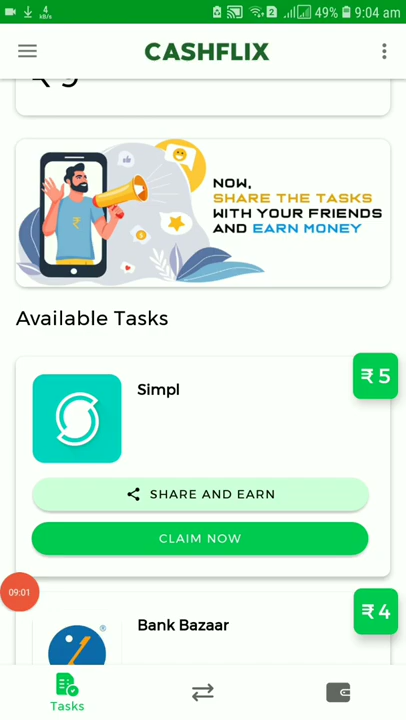 4
KB/S
2
49%
9:04 am
CASHFLIX
NOW,
SHARE THE TASKS
WITH YOUR FRIENDS
AND EARN MONEY
Available Tasks
₹ 5
Simpl
SHARE AND EARN
CLAIM NOW
09:01
₹ 4
Bank Bazaar
Tasks